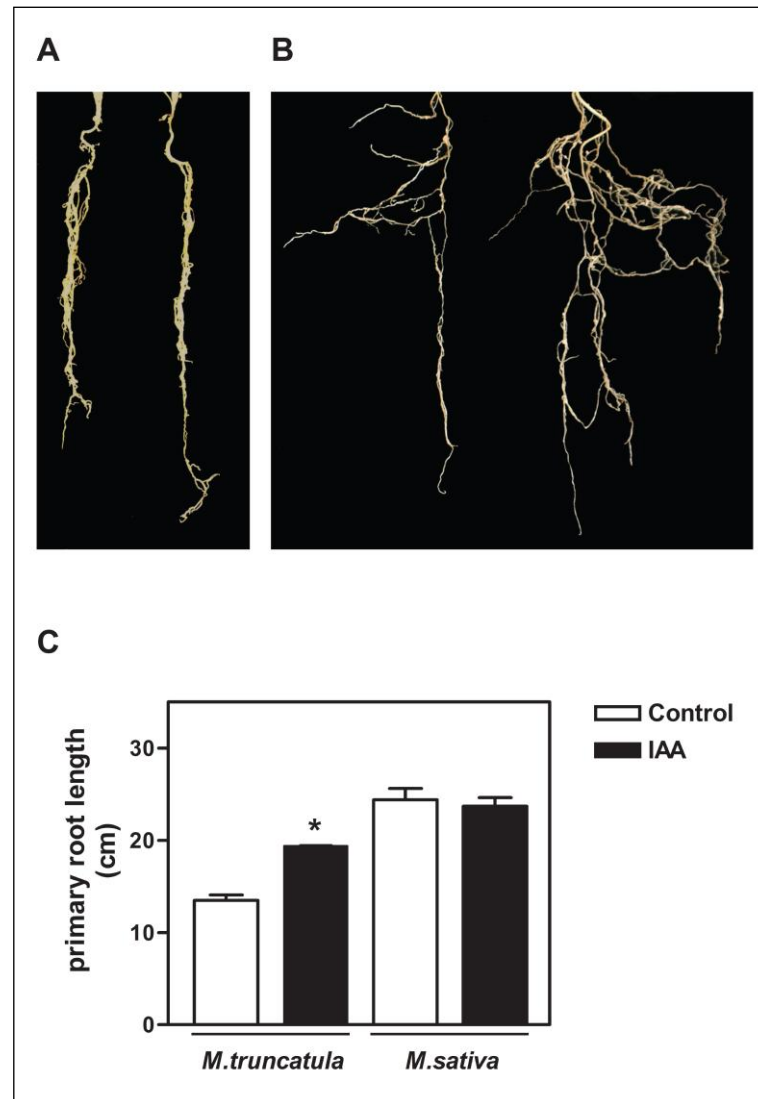 A
B
C
primary root length
(cm)
30
20
10
0
*
Control
IAA
M.truncatula
M.sativa